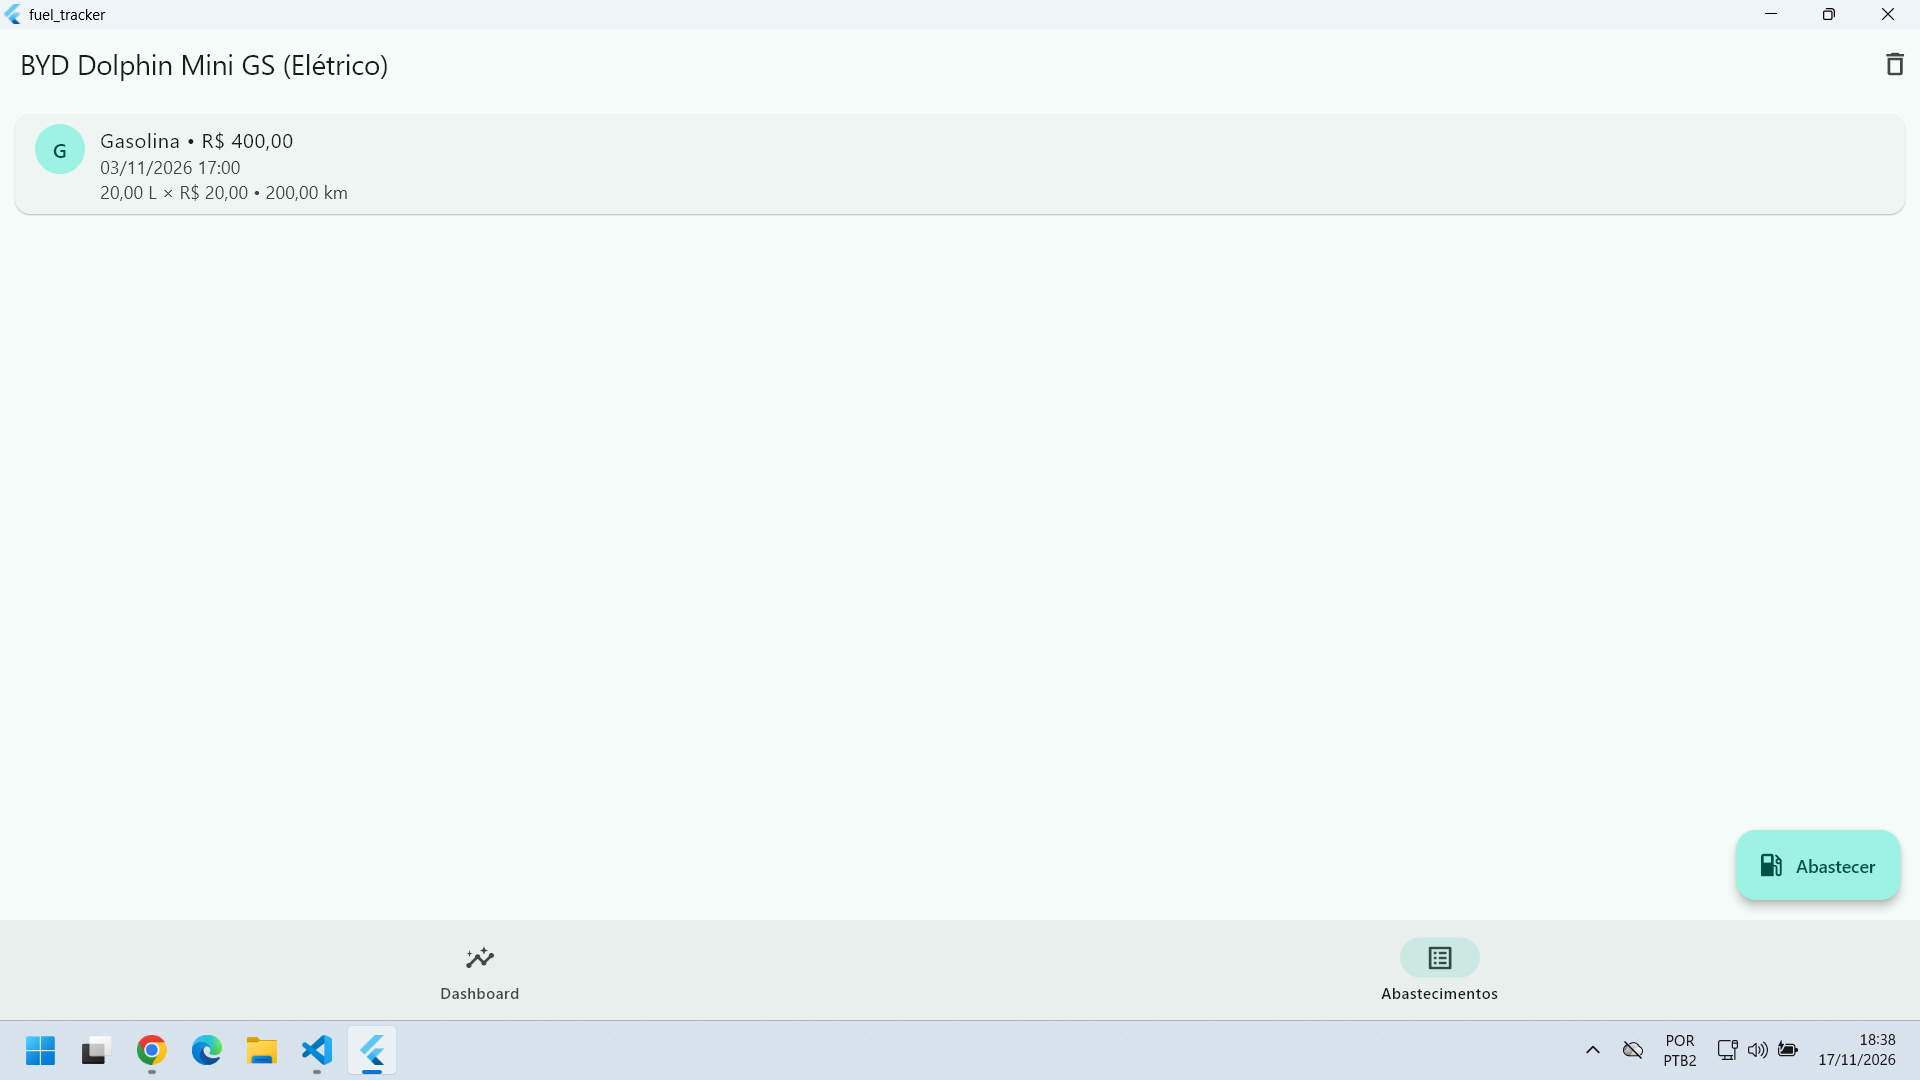 fuel_tracker
BYD Dolphin Mini GS (Elétrico)
G
Gasolina • R$ 400,00
03/11/2026 17:00
20,00 L × R$ 20,00 • 200,00 km
Abastecer
Dashboard
Abastecimentos
POR
PTB2
18:38
17/11/2026